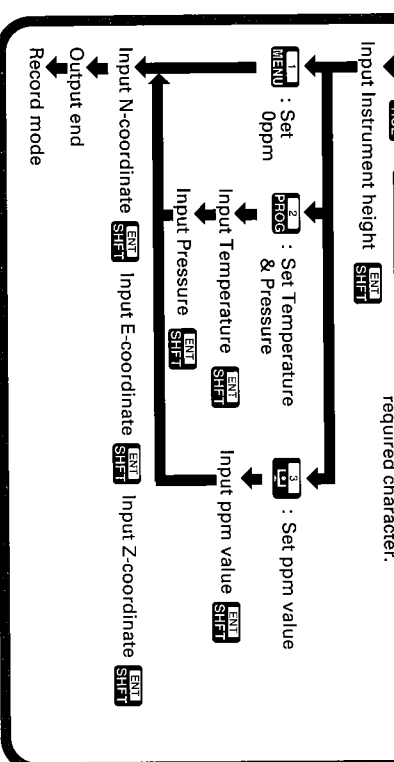 required character.
Input Instrument height ENT SHFT
1 MENU : Set 0ppm
2 PROG : Set Temperature & Pressure
3 : Set ppm value
Input Temperature ENT SHFT
Input Pressure ENT SHFT
Input ppm value ENT SHFT
Input N-coordinate ENT SHFT Input E-coordinate ENT SHFT Input Z-coordinate ENT SHFT
Output end
Record mode